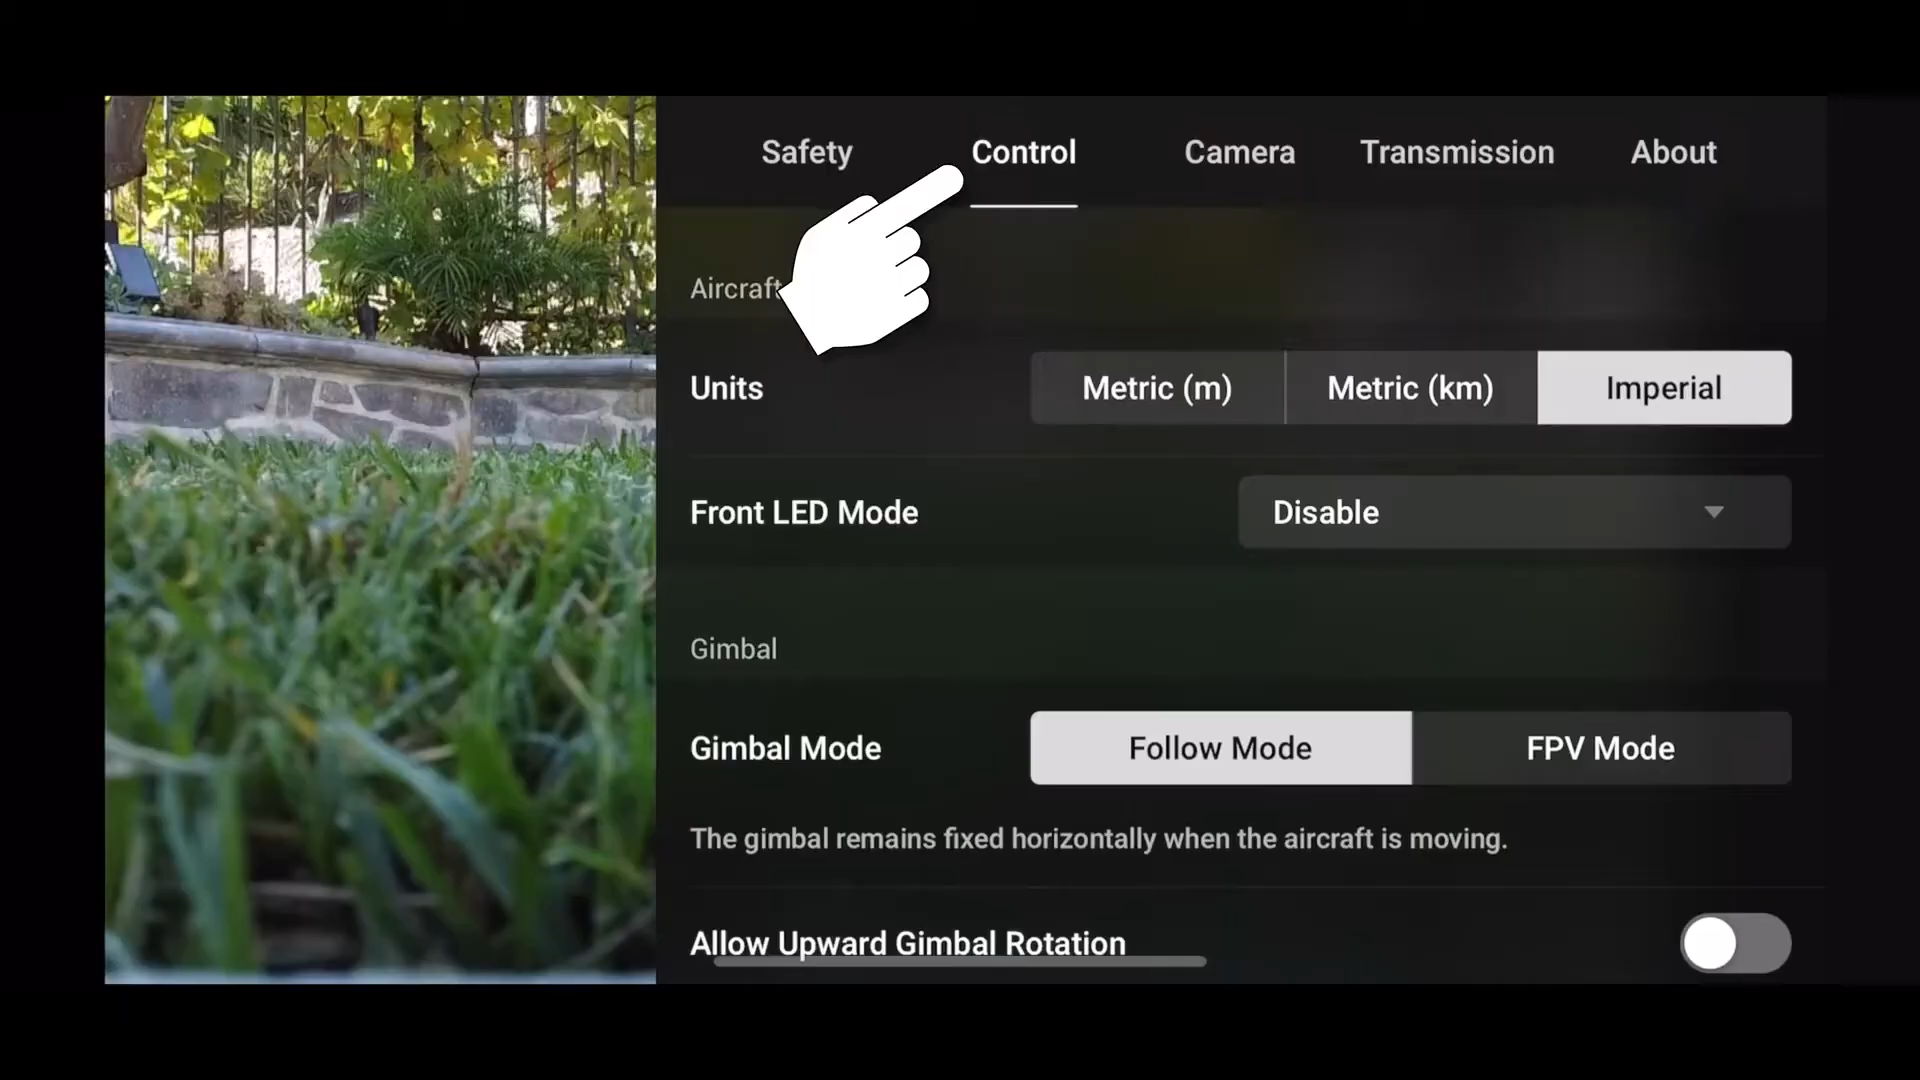 Safety Control Camera Transmission About
Aircraft
Units Metric (m) Metric (km) Imperial
Front LED Mode Disable
Gimbal
Gimbal Mode Follow Mode FPV Mode
The gimbal remains fixed horizontally when the aircraft is moving.
Allow Upward Gimbal Rotation